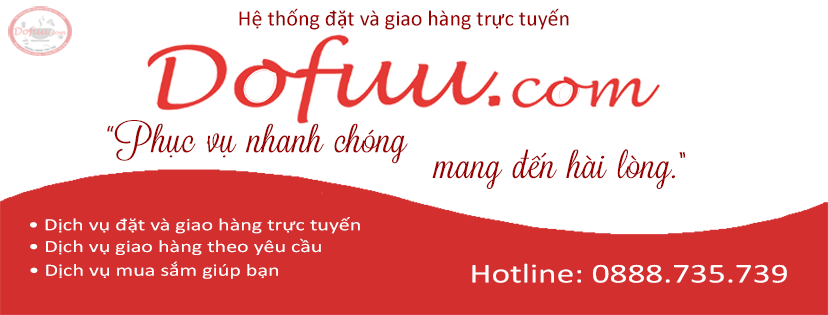 Hệ thống đặt và giao hàng trực tuyến
Dofuu.com
“Phục vụ nhanh chóng
mang đến hài lòng."
• Dịch vụ đặt và giao hàng trực tuyến
• Dịch vụ giao hàng theo yêu cầu
• Dịch vụ mua sắm giúp bạn
Hotline: 0888.735.739